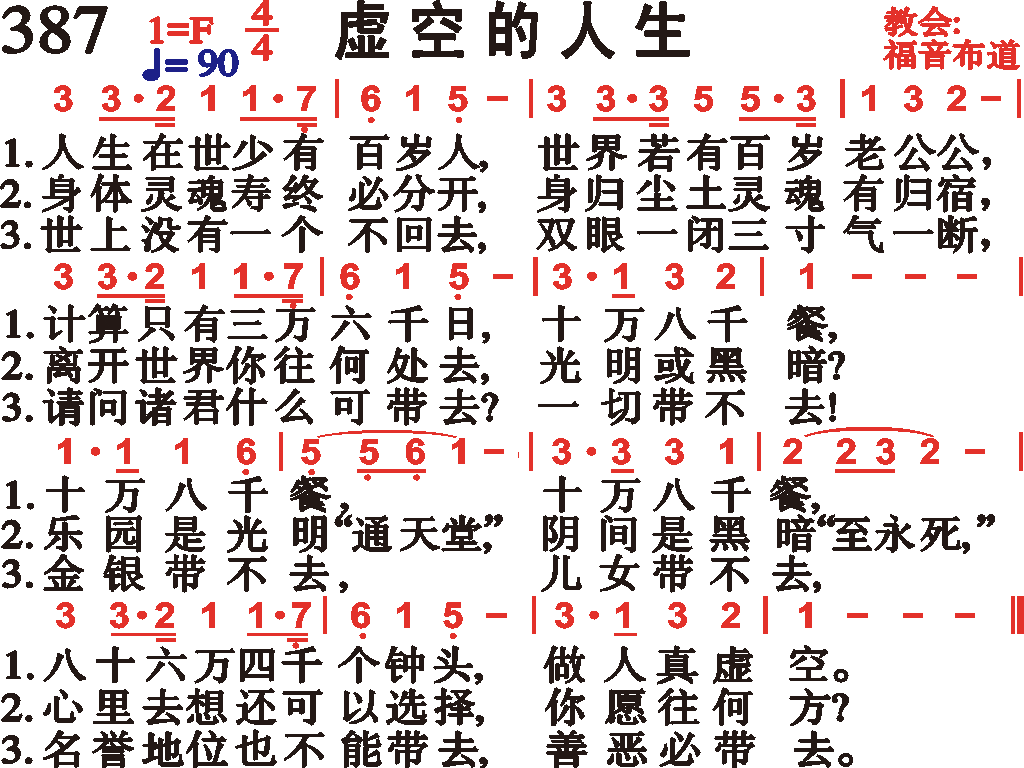 387 1=F 4/4 虚空的人生 教会:
♩=90 福音布道
3 3·2 1 1·7 | 6 1 5 - | 3 3·3 5 5·3 | 1 3 2 - |
1.人生在世少有 百岁人, 世界若有百岁老公公,
2.身体灵魂寿终 必分开, 身归尘土灵魂有归宿,
3.世上没有一个 不回去, 双眼一闭三寸气一断,
3 3·2 1 1·7 | 6 1 5 - | 3·1 3 2 | 1 - - - |
1.计算只有三万六千日, 十万八千餐,
2.离开世界你往何处去, 光明或黑暗?
3.请问诸君什么可带去? 一切带不去!
1·1 1 6 | 5 5 6 1 - | 3·3 3 1 | 2 2 3 2 - |
1.十万八千餐, 十万八千餐,
2.乐园是光明“通天堂,” 阴间是黑暗“至永死,”
3.金银带不去, 儿女带不去,
3 3·2 1 1·7 | 6 1 5 - | 3·1 3 2 | 1 - - - ‖
1.八十六万四千个钟头, 做人真虚空。
2.心里去想还可以选择, 你愿往何方?
3.名誉地位也不能带去, 善恶必带去。